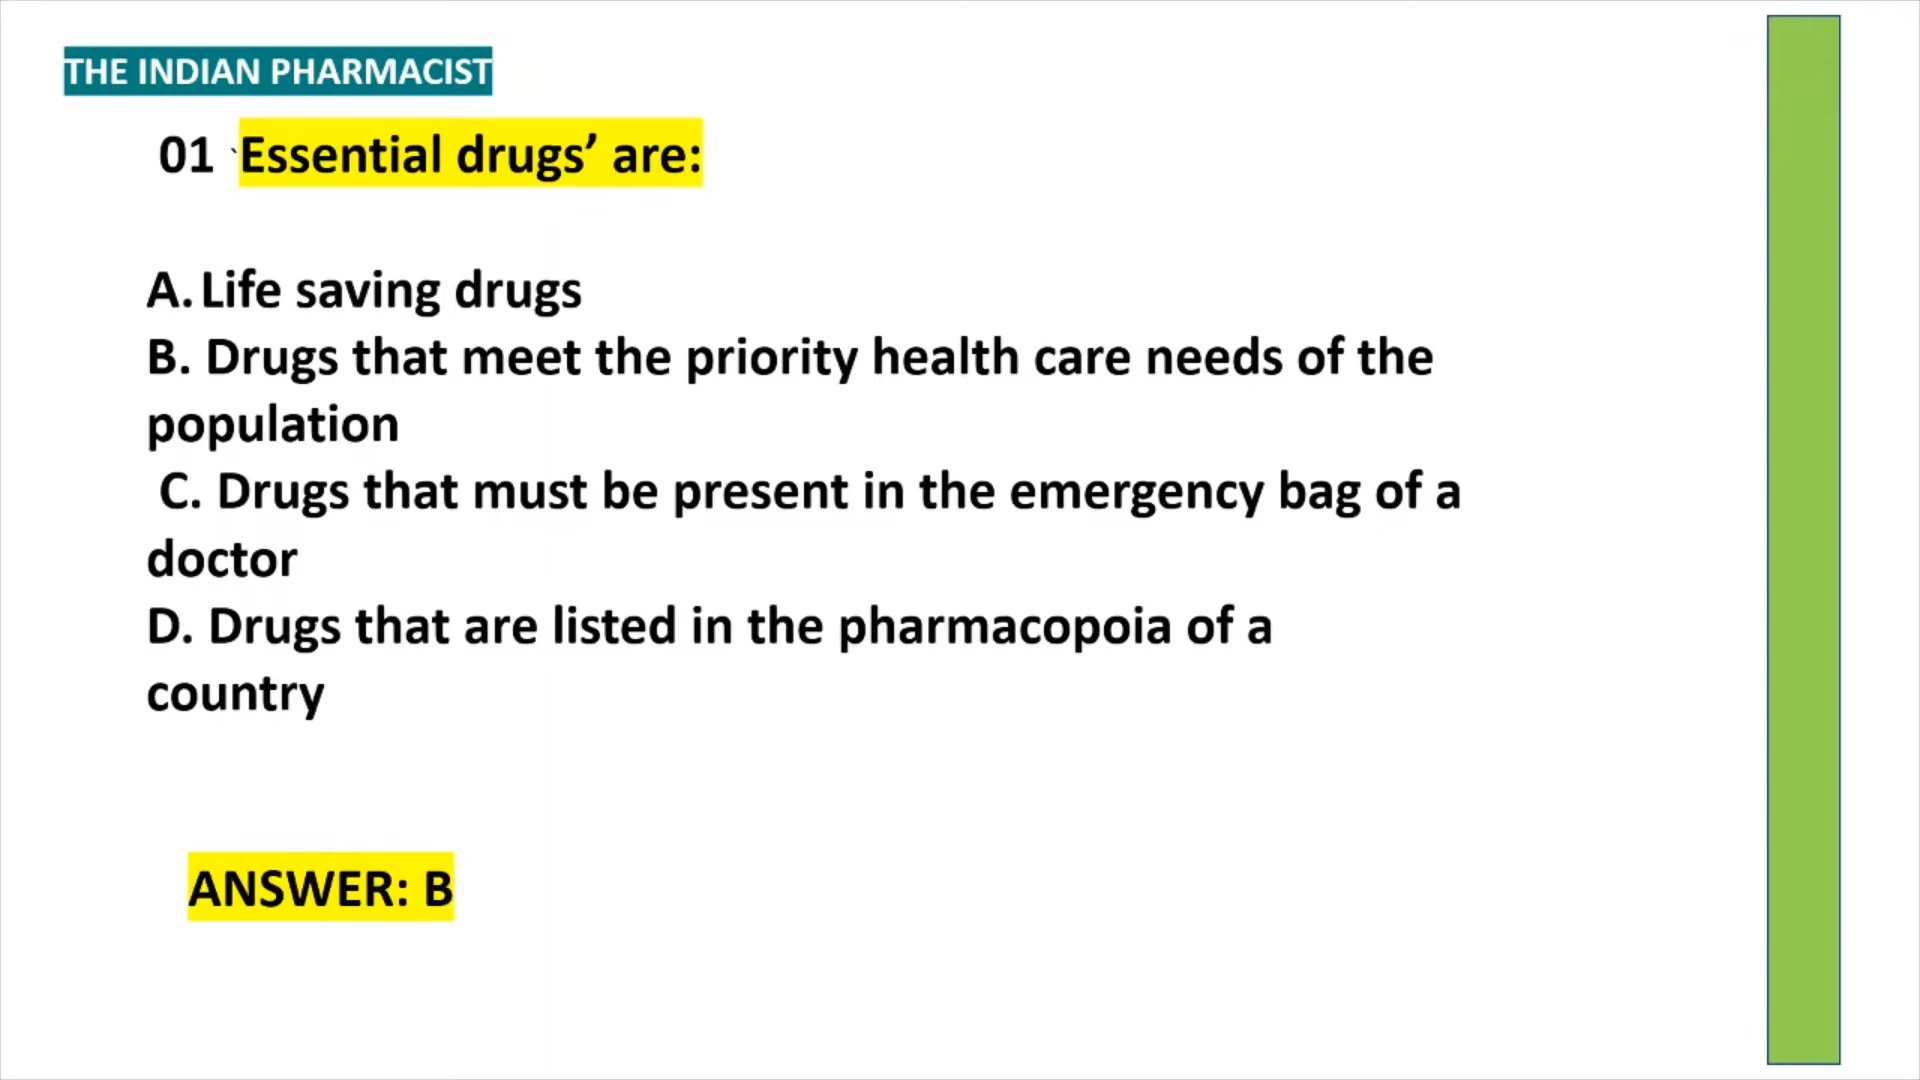 THE INDIAN PHARMACIST
01 `Essential drugs’ are:
A. Life saving drugs
B. Drugs that meet the priority health care needs of the
population
C. Drugs that must be present in the emergency bag of a
doctor
D. Drugs that are listed in the pharmacopoia of a
country
ANSWER: B